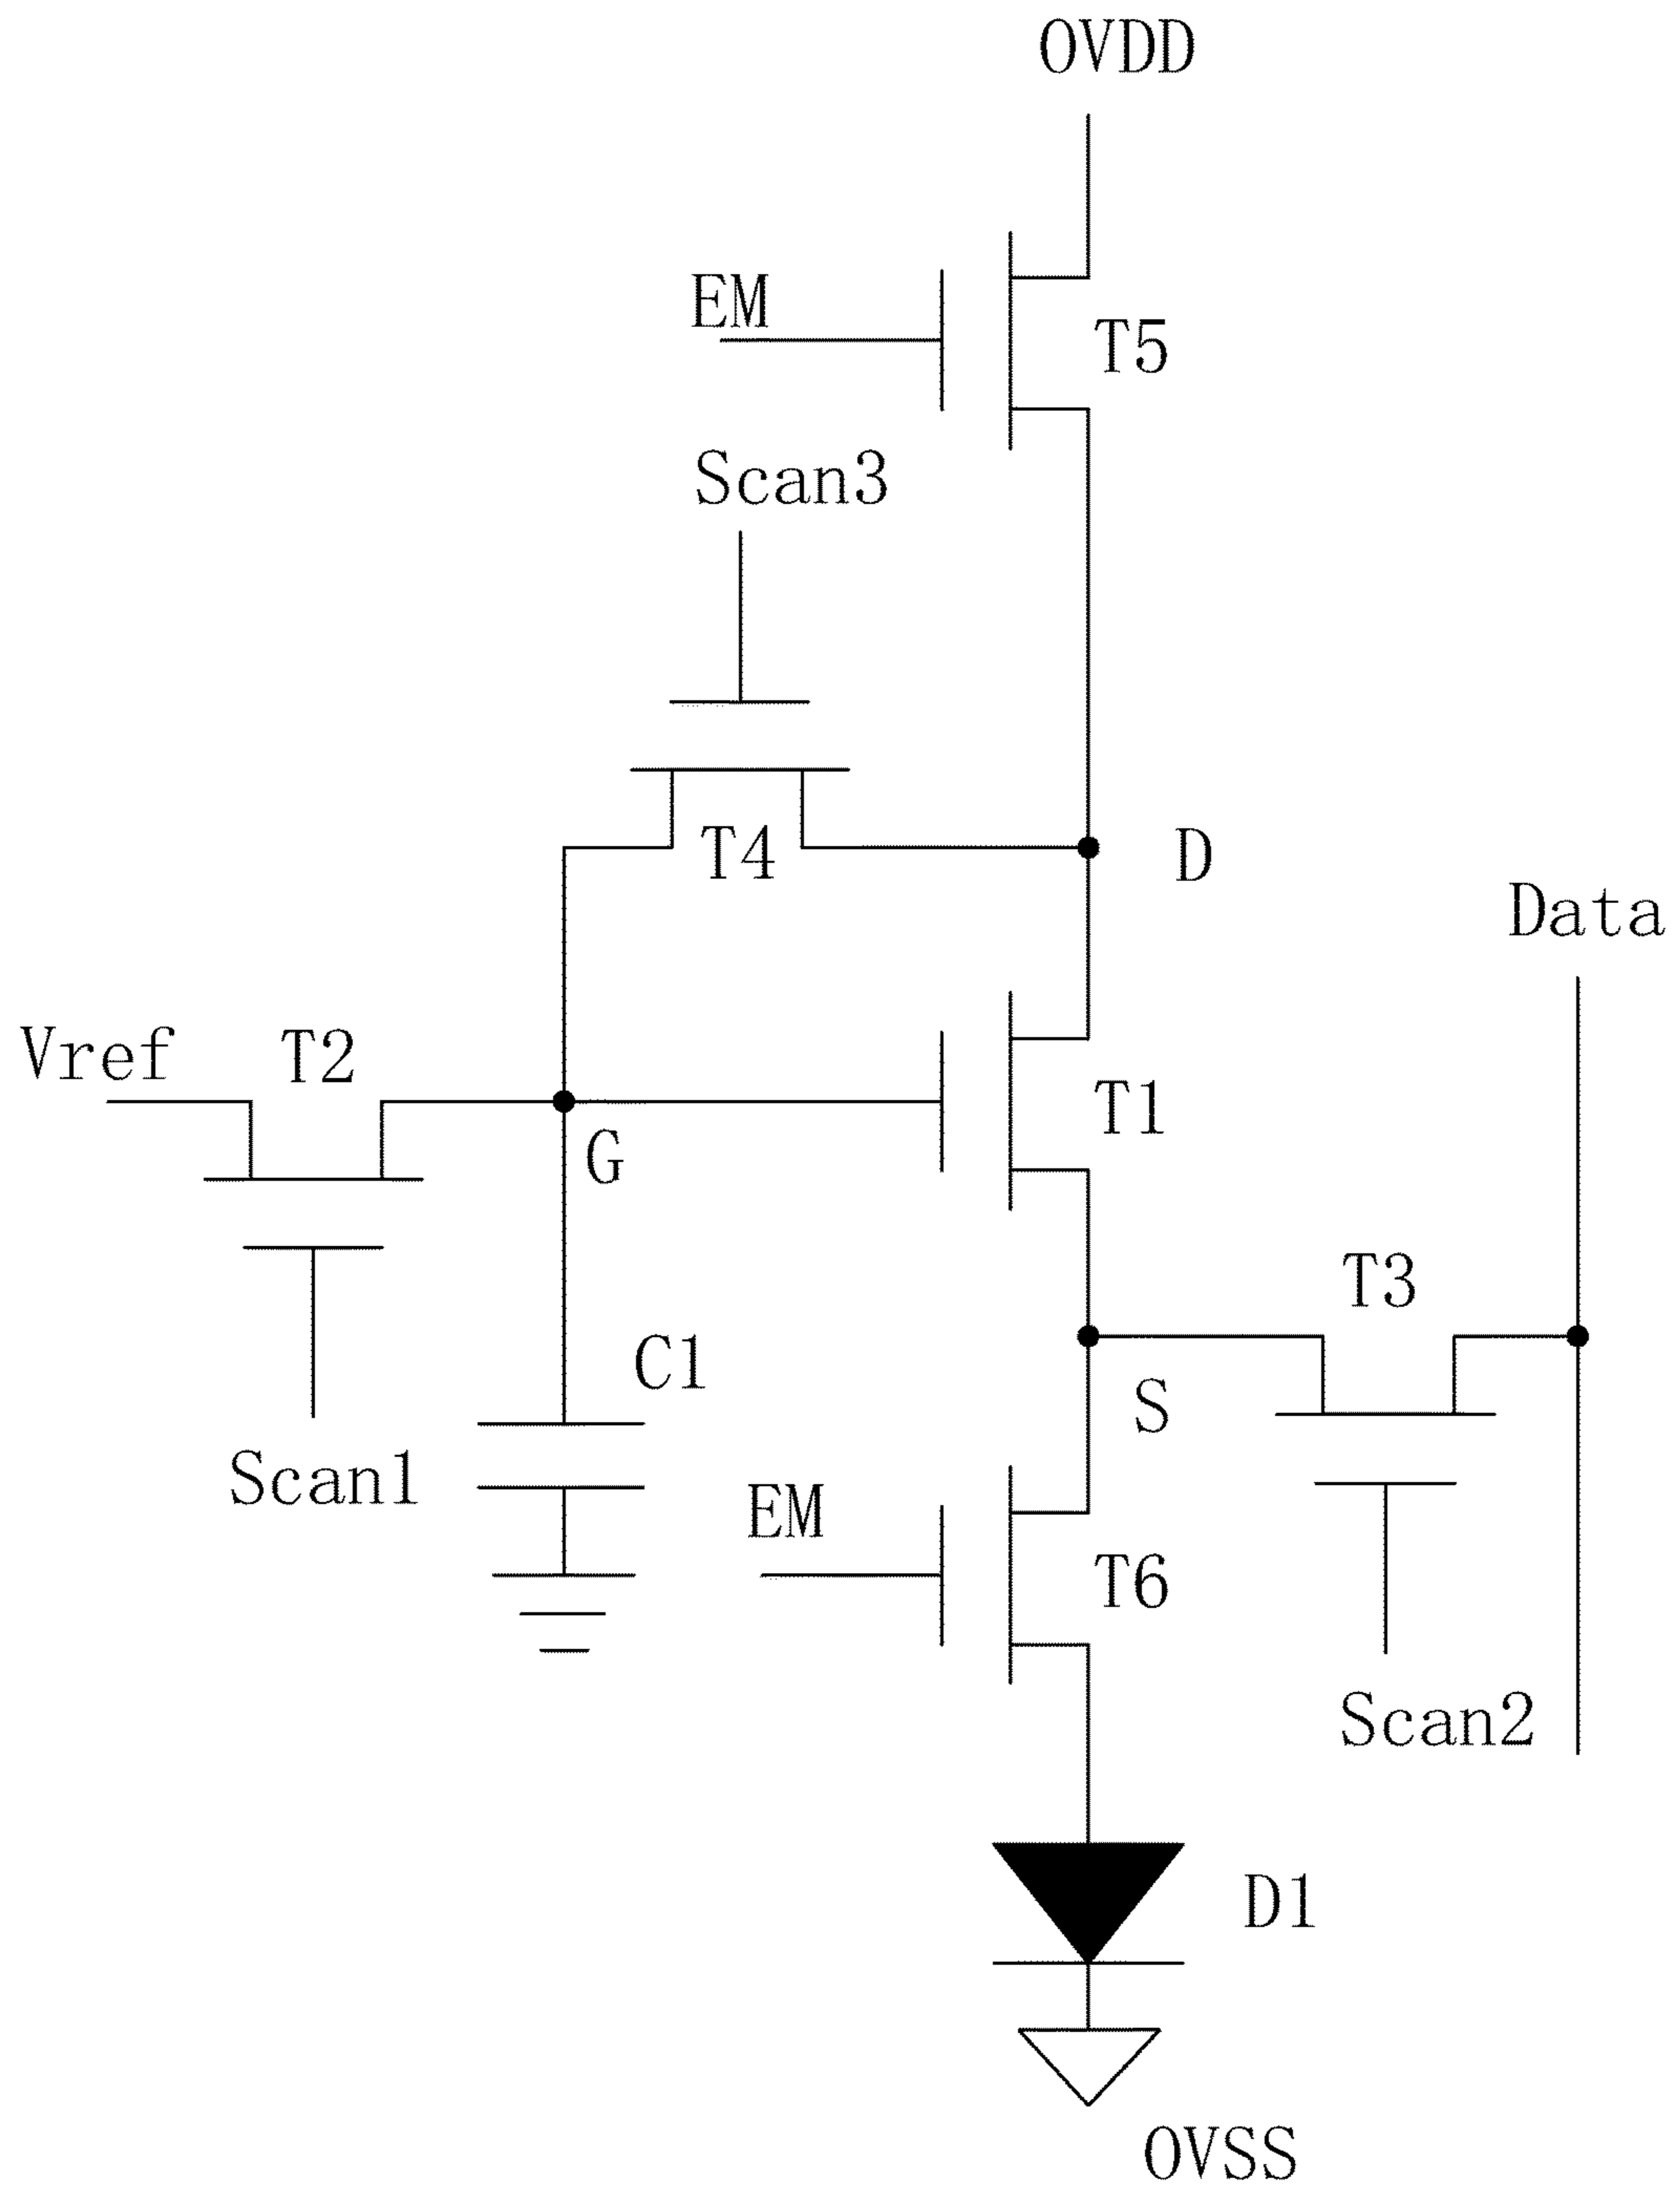 OVDD
EM
T5
Scan3
T4
D
Data
Vref
T2
T1
G
T3
C1
S
Scan1
EM
T6
Scan2
D1
OVSS